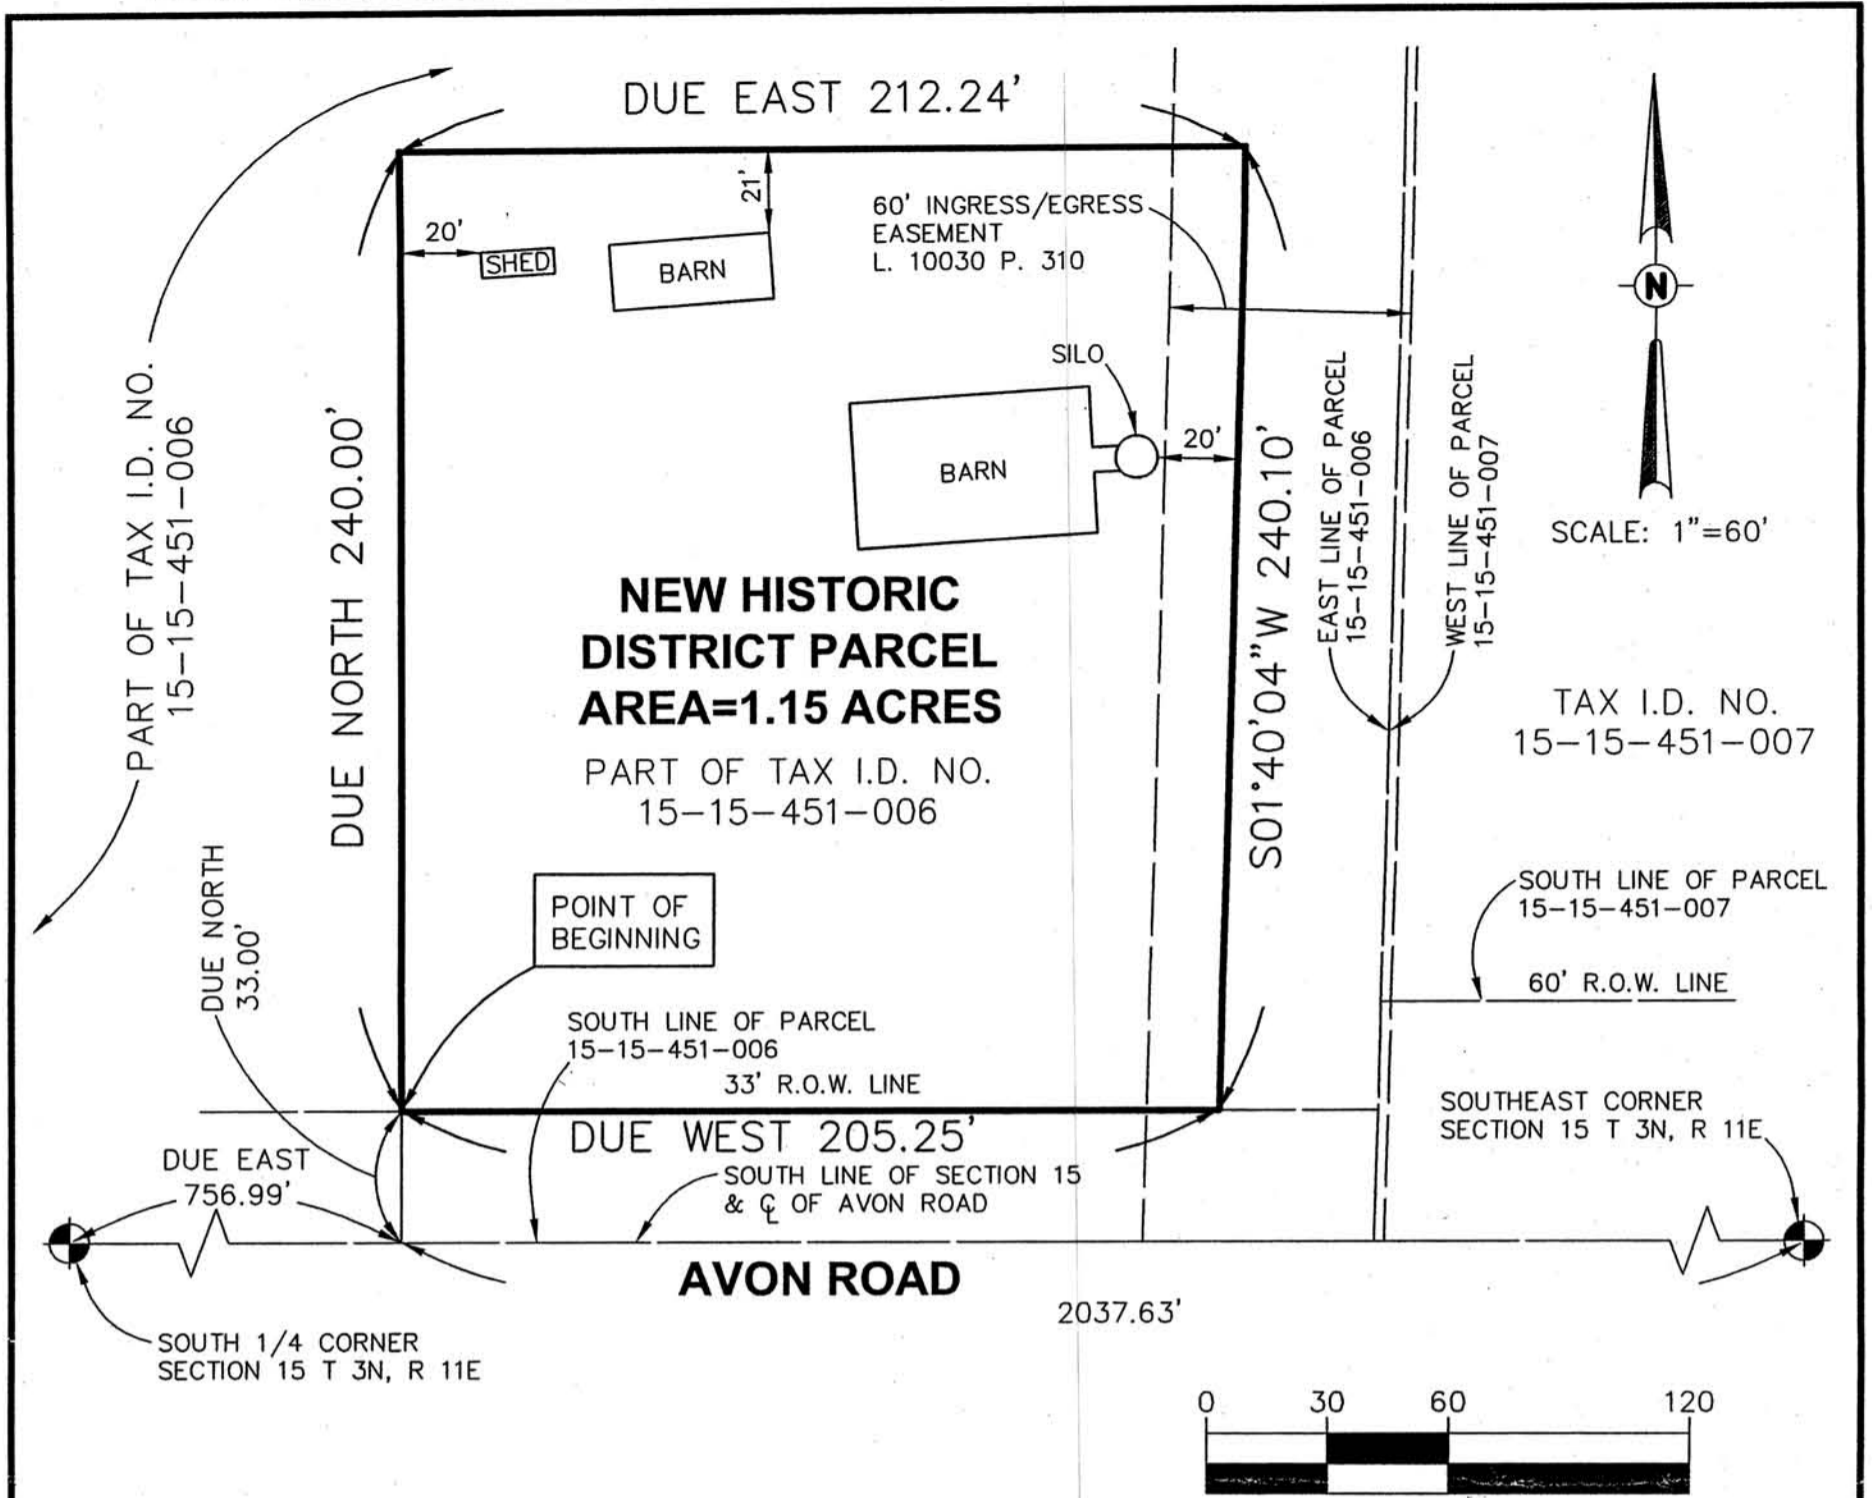 DUE EAST 212.24'
21'
20'
SHED
BARN
60' INGRESS/EGRESS
EASEMENT
L. 10030 P. 310
N
SCALE: 1"=60'
SILO
BARN
20'
PART OF TAX I.D. NO.
15-15-451-006
DUE NORTH 240.00'
S01°40'04"W 240.10'
EAST LINE OF PARCEL
15-15-451-006
WEST LINE OF PARCEL
15-15-451-007
NEW HISTORIC
DISTRICT PARCEL
AREA=1.15 ACRES
PART OF TAX I.D. NO.
15-15-451-006
TAX I.D. NO.
15-15-451-007
DUE NORTH
33.00'
POINT OF
BEGINNING
SOUTH LINE OF PARCEL
15-15-451-007
60' R.O.W. LINE
SOUTH LINE OF PARCEL
15-15-451-006
33' R.O.W. LINE
DUE WEST 205.25'
SOUTHEAST CORNER
SECTION 15 T 3N, R 11E
DUE EAST
756.99'
SOUTH LINE OF SECTION 15
& ℄ OF AVON ROAD
AVON ROAD
2037.63'
SOUTH 1/4 CORNER
SECTION 15 T 3N, R 11E
0 30 60 120